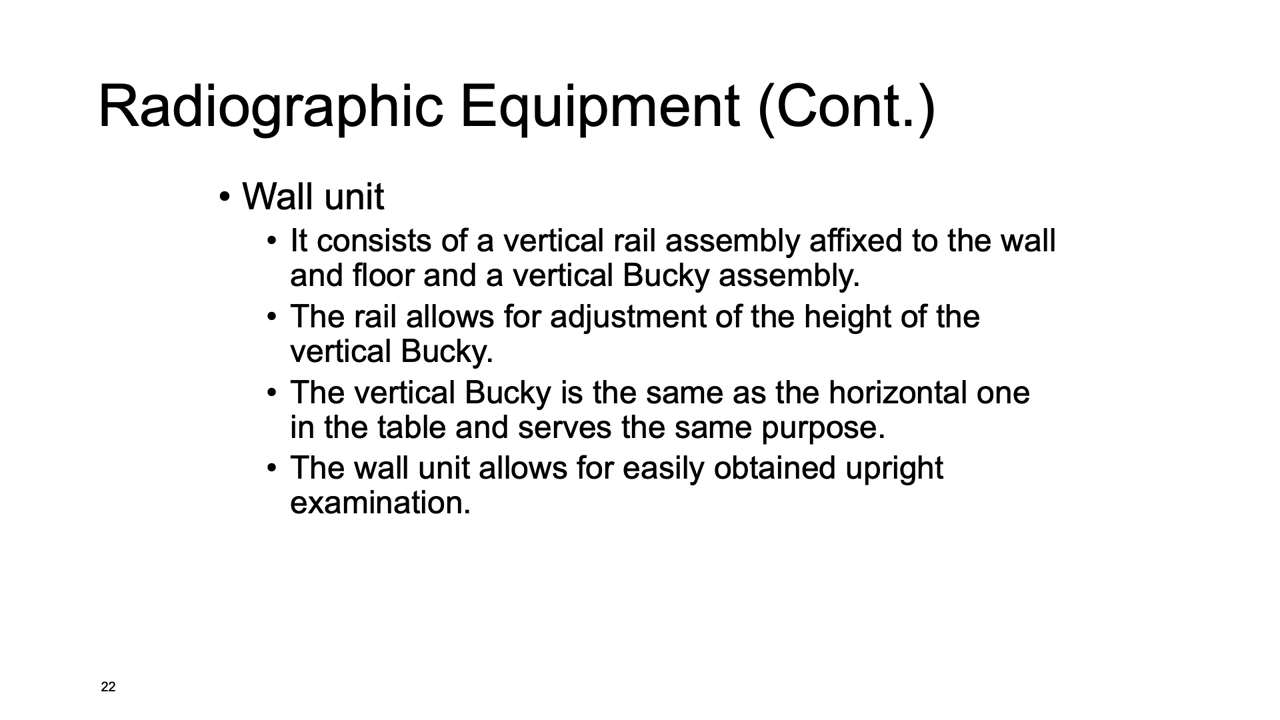 Radiographic Equipment (Cont.)
• Wall unit
• It consists of a vertical rail assembly affixed to the wall
and floor and a vertical Bucky assembly.
• The rail allows for adjustment of the height of the
vertical Bucky.
• The vertical Bucky is the same as the horizontal one
in the table and serves the same purpose.
• The wall unit allows for easily obtained upright
examination.
22